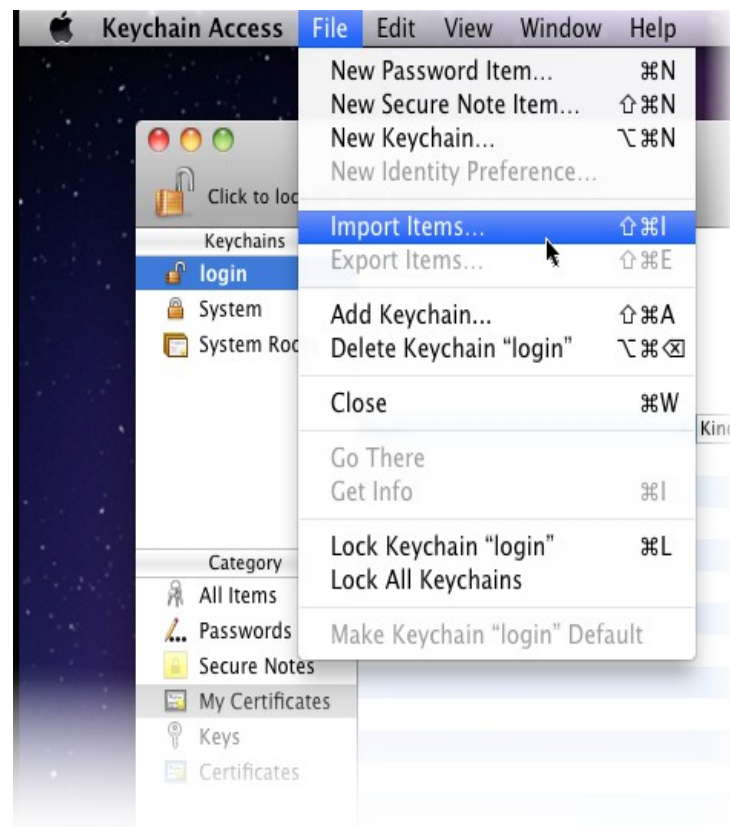 Keychain Access File Edit View Window Help
New Password Item... ⌘N
New Secure Note Item... ⇧⌘N
New Keychain... ⌥⌘N
New Identity Preference...
Click to loc
Import Items... ⇧⌘I
Keychains
Export Items... ⇧⌘E
login
System
Add Keychain... ⇧⌘A
System Roo
Delete Keychain “login” ⌥⌘⌫
Close ⌘W
Kin
Go There
Get Info ⌘I
Lock Keychain “login” ⌘L
Category
Lock All Keychains
All Items
Passwords
Make Keychain “login” Default
Secure Notes
My Certificates
Keys
Certificates